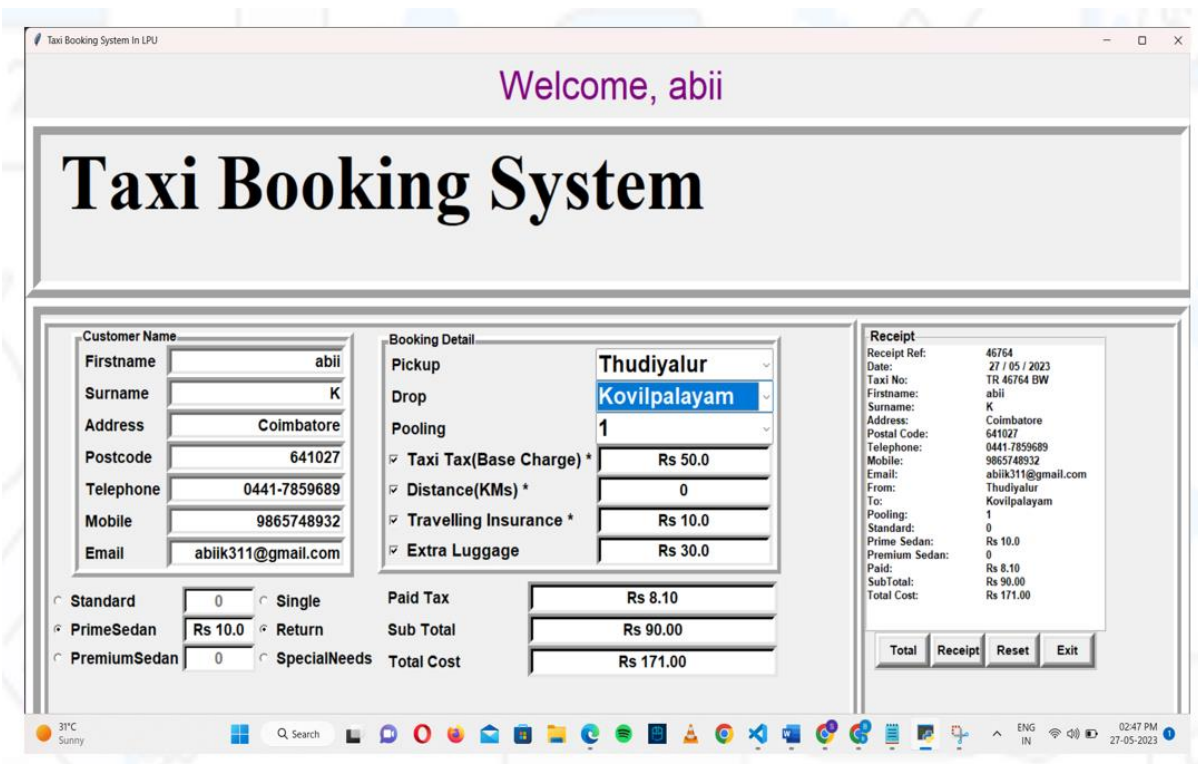 Taxi Booking System In LPU
Welcome, abii
Taxi Booking System
Customer Name
Firstname abii
Surname K
Address Coimbatore
Postcode 641027
Telephone 0441-7859689
Mobile 9865748932
Email abiik311@gmail.com
Standard 0 Single
PrimeSedan Rs 10.0 Return
PremiumSedan 0 SpecialNeeds
Booking Detail
Pickup Thudiyalur
Drop Kovilpalayam
Pooling 1
Taxi Tax(Base Charge) * Rs 50.0
Distance(KMs) * 0
Travelling Insurance * Rs 10.0
Extra Luggage Rs 30.0
Paid Tax Rs 8.10
Sub Total Rs 90.00
Total Cost Rs 171.00
Receipt
Receipt Ref: 46764
Date: 27 / 05 / 2023
Taxi No: TR 46764 BW
Firstname: abii
Surname: K
Address: Coimbatore
Postal Code: 641027
Telephone: 0441-7859689
Mobile: 9865748932
Email: abiik311@gmail.com
From: Thudiyalur
To: Kovilpalayam
Pooling: 1
Standard: 0
Prime Sedan: Rs 10.0
Premium Sedan: 0
Paid: Rs 8.10
SubTotal: Rs 90.00
Total Cost: Rs 171.00
Total Receipt Reset Exit
31°C
Sunny
Search
ENG
IN
02:47 PM
27-05-2023
1